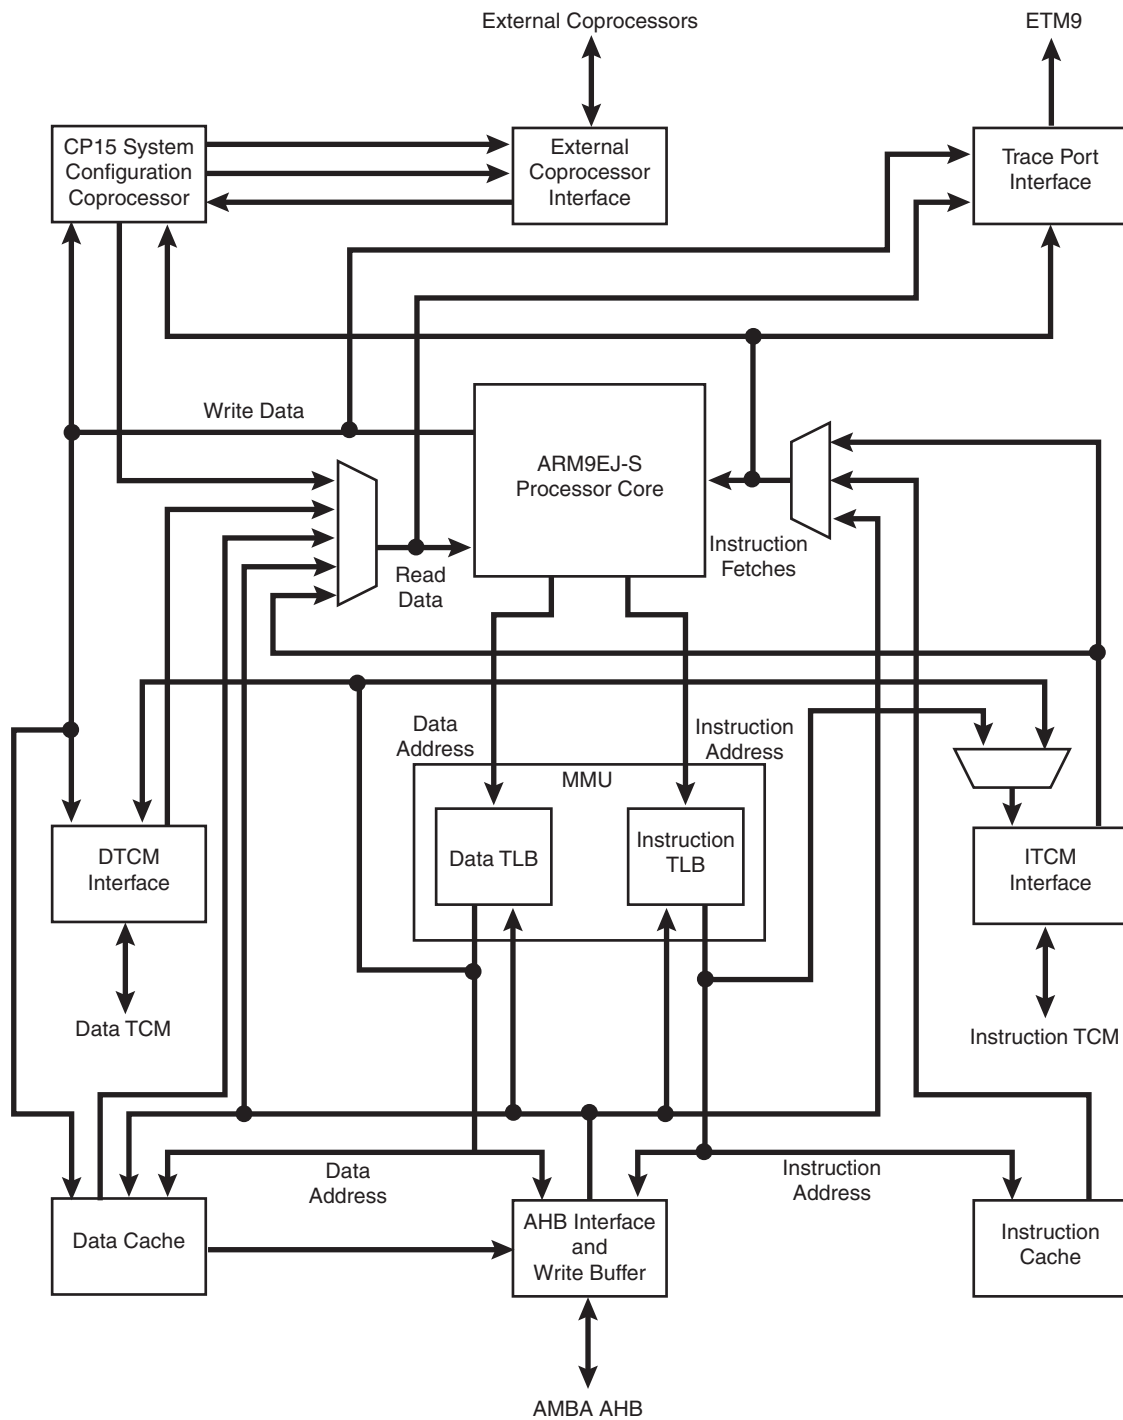 External Coprocessors
ETM9
CP15 System
Configuration
Coprocessor
External
Coprocessor
Interface
Trace Port
Interface
Write Data
ARM9EJ-S
Processor Core
Instruction
Fetches
Read
Data
Data
Address
Instruction
Address
MMU
DTCM
Interface
Data TLB
Instruction
TLB
ITCM
Interface
Data TCM
Instruction TCM
Data
Address
Instruction
Address
Data Cache
AHB Interface
and
Write Buffer
Instruction
Cache
AMBA AHB